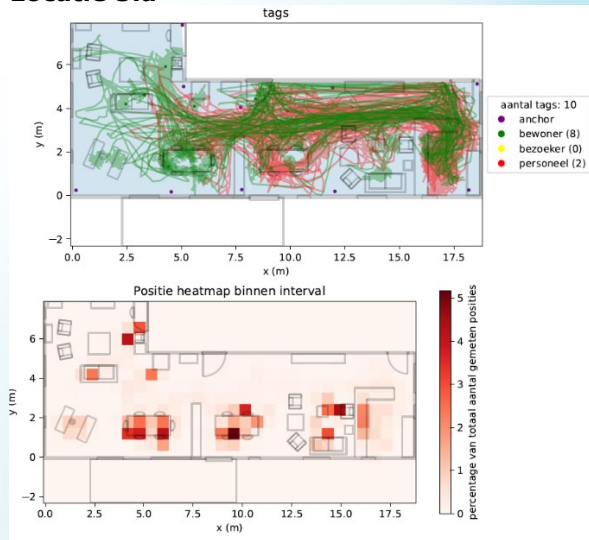 tags
6
4
2
0
−2
y (m)
0.0 2.5 5.0 7.5 10.0 12.5 15.0 17.5
x (m)
aantal tags: 10
anchor
bewoner (8)
bezoeker (0)
personeel (2)
Positie heatmap binnen interval
6
4
2
0
−2
y (m)
0.0 2.5 5.0 7.5 10.0 12.5 15.0 17.5
x (m)
5
4
3
2
1
0
percentage van totaal aantal gemeten posities